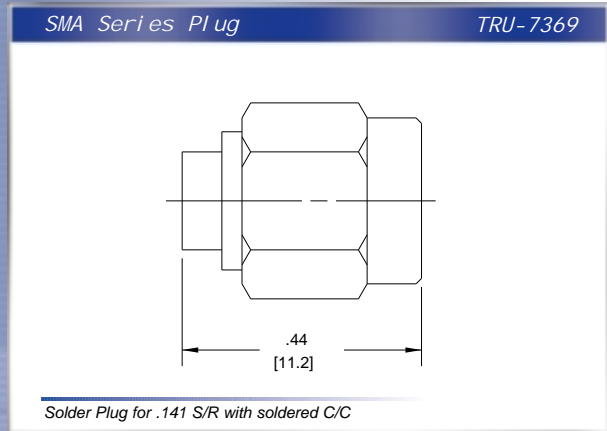 SMA Series Plug TRU-7369
.44
[11.2]
Solder Plug for .141 S/R with soldered C/C